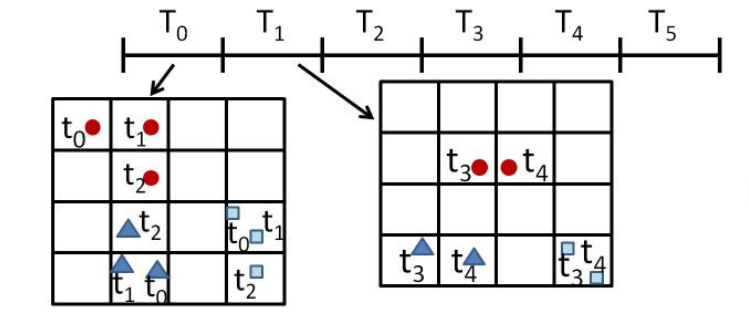 T0 T1 T2 T3 T4 T5
t0 t1
t2
t2 t0 t1
t1 t0 t2
t3 t4
t3 t4 t3 t4